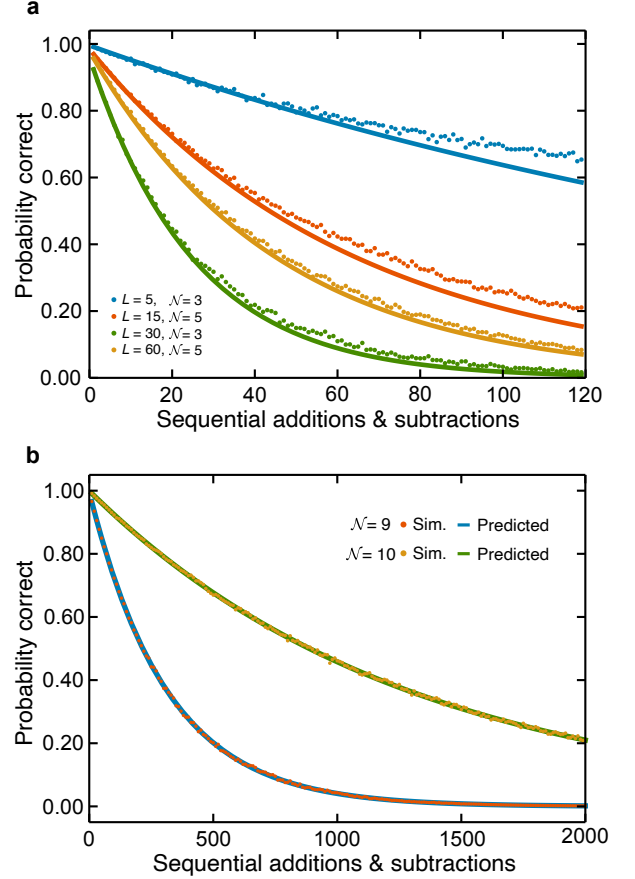 a
1.00
0.80
0.60
0.40
0.20
0.00
Probability correct
L = 5, 𝒩 = 3
L = 15, 𝒩 = 5
L = 30, 𝒩 = 3
L = 60, 𝒩 = 5
0 20 40 60 80 100 120
Sequential additions & subtractions
b
1.00
0.80
0.60
0.40
0.20
0.00
Probability correct
𝒩 = 9 Sim. Predicted
𝒩 = 10 Sim. Predicted
0 500 1000 1500 2000
Sequential additions & subtractions